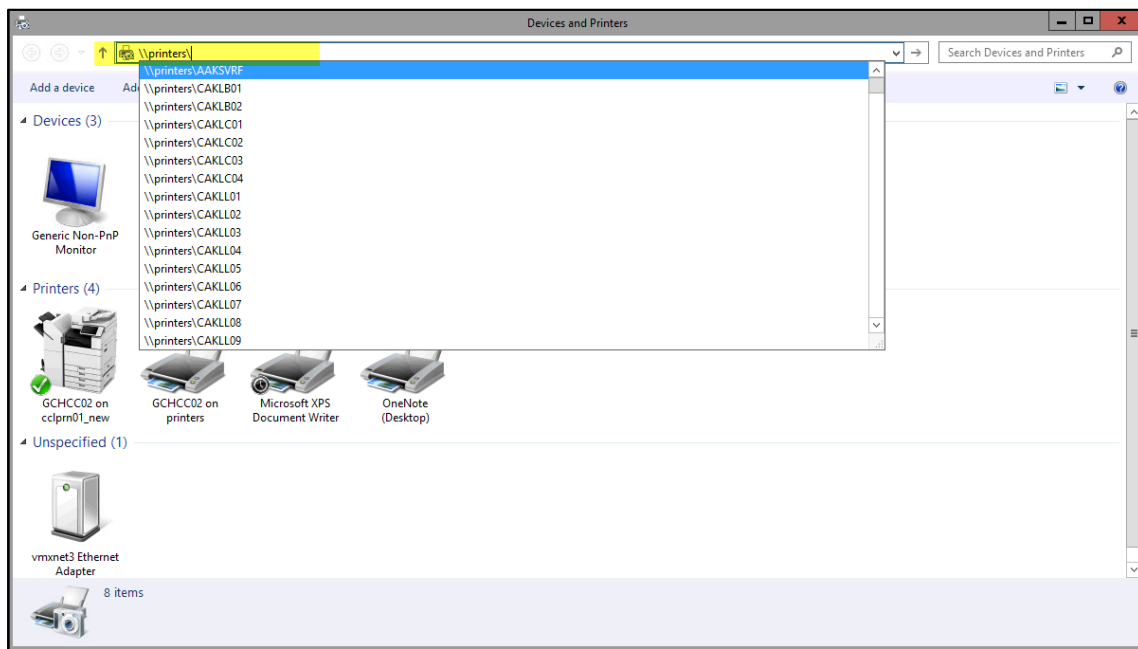 Devices and Printers
\\printers\
Search Devices and Printers
\\printers\AAKSVRF
Add a device
Ad
\\printers\CAKLB01
\\printers\CAKLB02
Devices (3)
\\printers\CAKLC01
\\printers\CAKLC02
\\printers\CAKLC03
\\printers\CAKLC04
\\printers\CAKLL01
\\printers\CAKLL02
\\printers\CAKLL03
\\printers\CAKLL04
\\printers\CAKLL05
\\printers\CAKLL06
\\printers\CAKLL07
\\printers\CAKLL08
\\printers\CAKLL09
Generic Non-PnP
Monitor
Printers (4)
GCHCC02 on
cclprn01_new
GCHCC02 on
printers
Microsoft XPS
Document Writer
OneNote
(Desktop)
Unspecified (1)
vmxnet3 Ethernet
Adapter
8 items